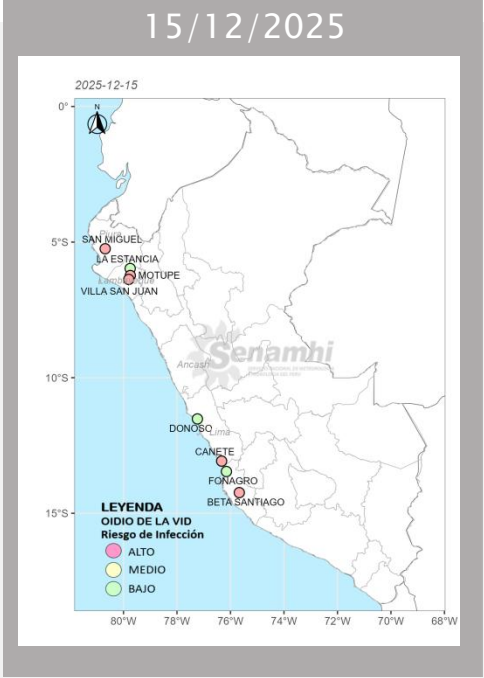 15/12/2025
2025-12-15
N
0°
5°S
10°S
15°S
Piura
SAN MIGUEL
LA ESTANCIA
MOTUPE
VILLA SAN JUAN
Senamhi
Ancash
DONOSO
Lima
CANETE
FONAGRO
BETA SANTIAGO
LEYENDA
OIDIO DE LA VID
Riesgo de Infección
ALTO
MEDIO
BAJO
80°W 78°W 76°W 74°W 72°W 70°W 68°W